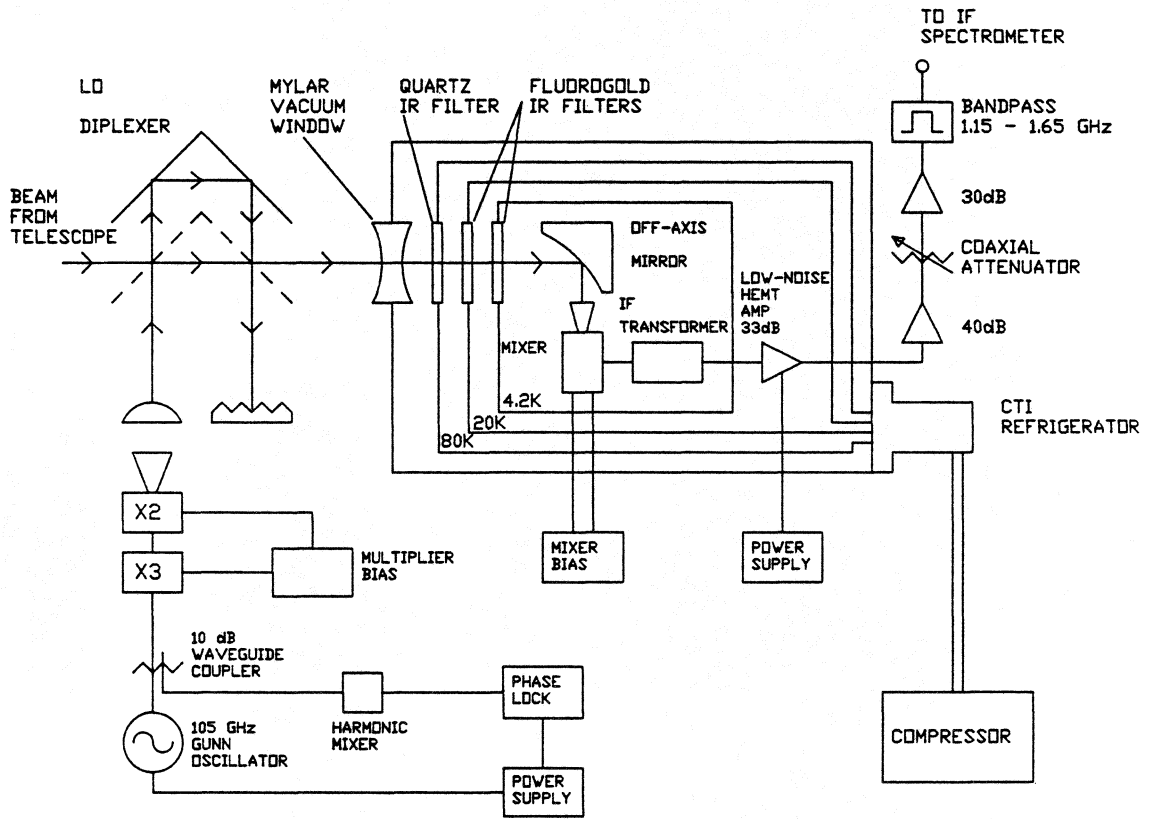 TO IF
SPECTROMETER
LO
DIPLEXER
MYLAR
VACUUM
WINDOW
QUARTZ
IR FILTER
FLUOROGOLD
IR FILTERS
BANDPASS
1.15 - 1.65 GHz
30dB
BEAM
FROM
TELESCOPE
OFF-AXIS
MIRROR
COAXIAL
ATTENUATOR
LOW-NOISE
HEMT
AMP
33dB
IF
TRANSFORMER
40dB
MIXER
4.2K
20K
80K
CTI
REFRIGERATOR
X2
X3
MULTIPLIER
BIAS
MIXER
BIAS
POWER
SUPPLY
10 dB
WAVEGUIDE
COUPLER
PHASE
LOCK
HARMONIC
MIXER
105 GHz
GUNN
OSCILLATOR
POWER
SUPPLY
COMPRESSOR